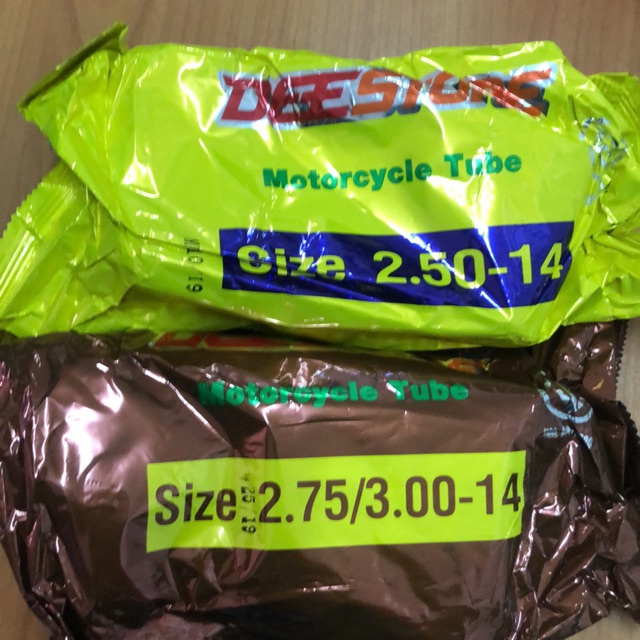 DEESTONE
Motorcycle Tube
Size 2.50-14
Motorcycle Tube
Size 2.75/3.00-14